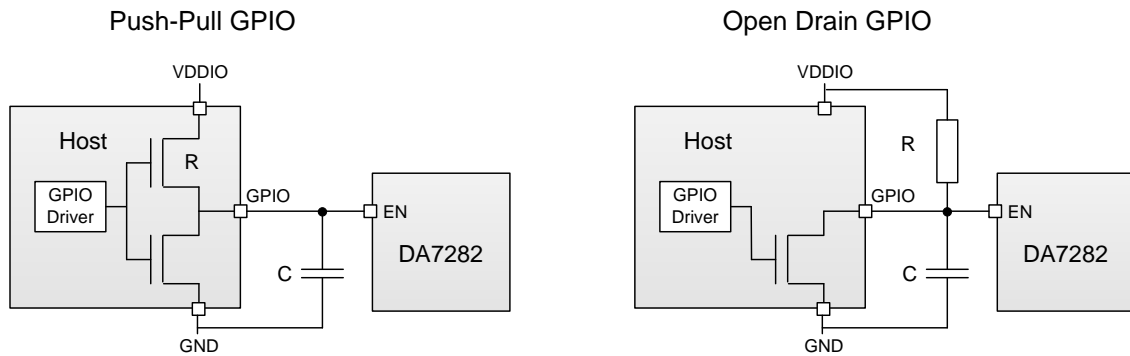 Push-Pull GPIO
VDDIO
Host
R
GPIO
Driver
GPIO
EN
DA7282
C
GND
Open Drain GPIO
VDDIO
Host
R
GPIO
Driver
GPIO
EN
DA7282
C
GND